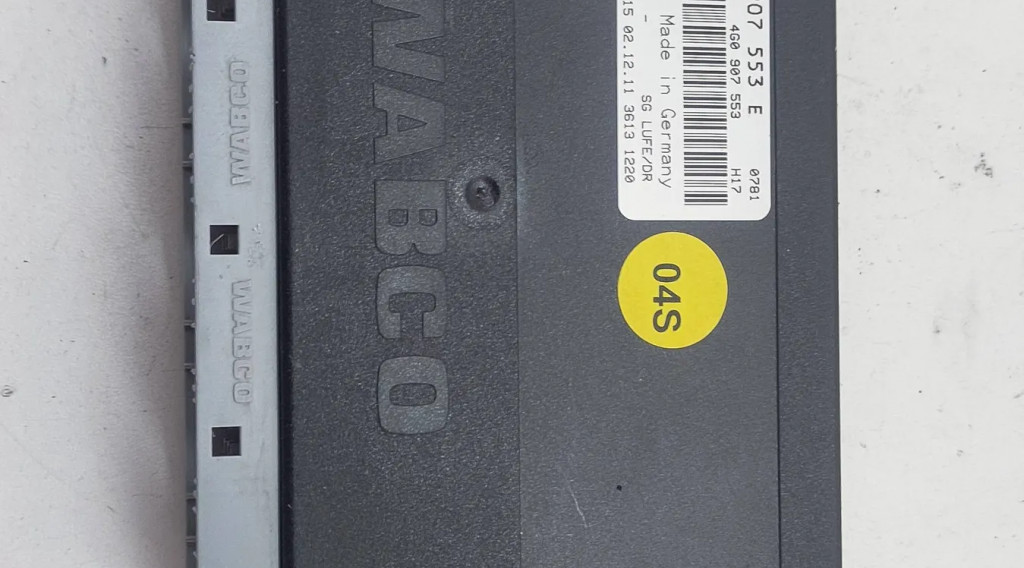 WABCO
WABCO
WABCO
07 553 E 0781
4G0 907 553 H17
Made in Germany
SG LUFE/DR
15 02.12.11 3613 1220
04S